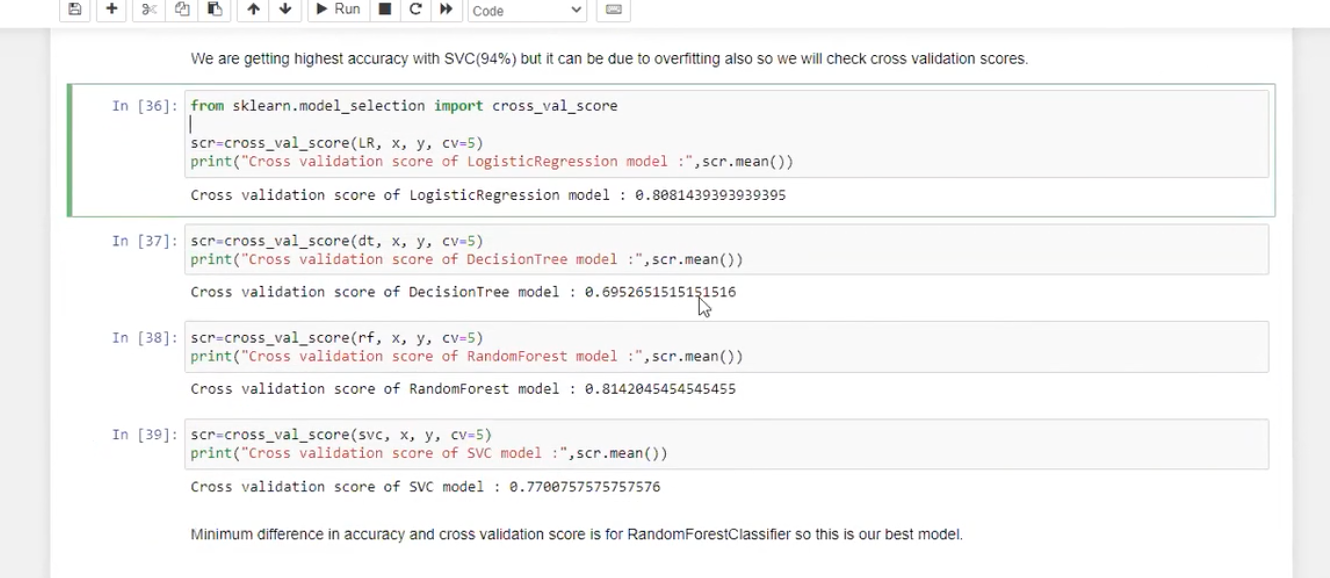 Run
Code
We are getting highest accuracy with SVC(94%) but it can be due to overfitting also so we will check cross validation scores.
In [36]: from sklearn.model_selection import cross_val_score
scr=cross_val_score(LR, x, y, cv=5)
print("Cross validation score of LogisticRegression model :",scr.mean())
Cross validation score of LogisticRegression model : 0.8081439393939395
In [37]: scr=cross_val_score(dt, x, y, cv=5)
print("Cross validation score of DecisionTree model :",scr.mean())
Cross validation score of DecisionTree model : 0.6952651515151516
In [38]: scr=cross_val_score(rf, x, y, cv=5)
print("Cross validation score of RandomForest model :",scr.mean())
Cross validation score of RandomForest model : 0.8142045454545455
In [39]: scr=cross_val_score(svc, x, y, cv=5)
print("Cross validation score of SVC model :",scr.mean())
Cross validation score of SVC model : 0.7700757575757576
Minimum difference in accuracy and cross validation score is for RandomForestClassifier so this is our best model.